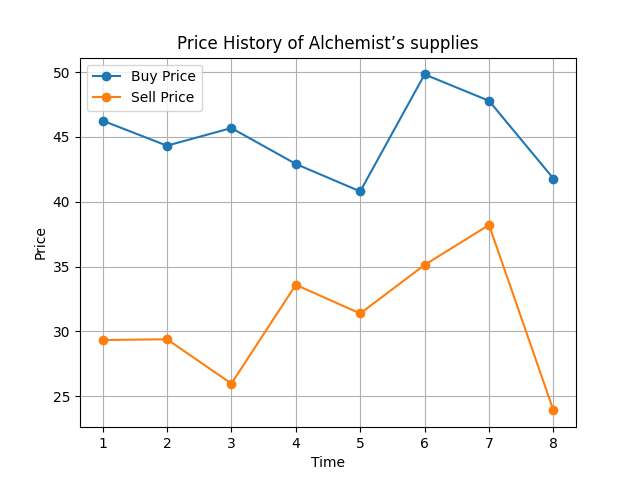 Price History of Alchemist’s supplies
Buy Price
Sell Price
50
45
40
35
30
25
Price
1 2 3 4 5 6 7 8
Time